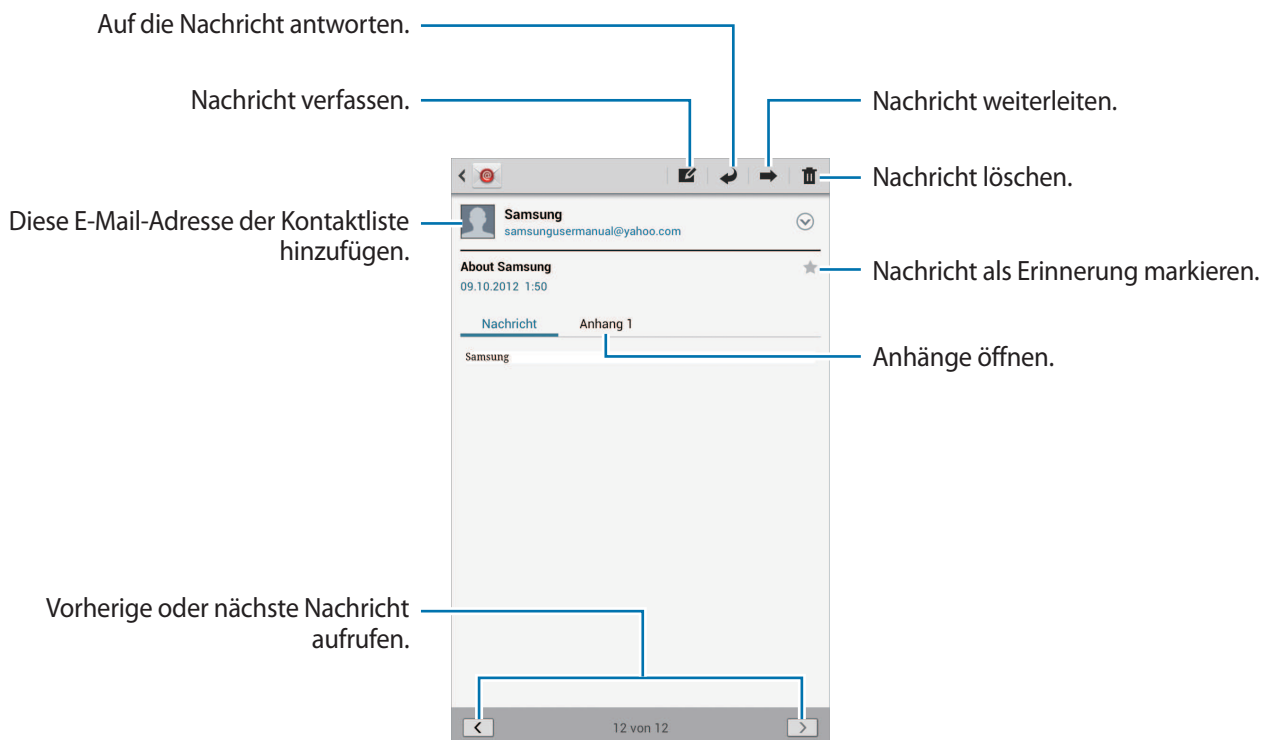 Auf die Nachricht antworten.
Nachricht verfassen.
Nachricht weiterleiten.
Nachricht löschen.
Diese E-Mail-Adresse der Kontaktliste
hinzufügen.
Samsung
samsungusermanual@yahoo.com
About Samsung
09.10.2012 1:50
Nachricht als Erinnerung markieren.
Nachricht
Anhang 1
Samsung
Anhänge öffnen.
Vorherige oder nächste Nachricht
aufrufen.
12 von 12